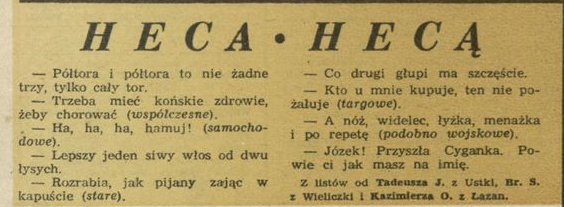 HECA • HECĄ
— Półtora i półtora to nie żadne
trzy, tylko cały tor.
— Trzeba mieć końskie zdrowie,
żeby chorować (współczesne).
— Ha, ha, ha, hamuj! (samocho-
dowe).
— Lepszy jeden siwy włos od dwu
łysych.
— Rozrabia, jak pijany zając w
kapuście (stare).
— Co drugi głupi ma szczęście.
— Kto u mnie kupuje, ten nie po-
żałuje (targowe).
— A nóż, widelec, łyżka, menażka
i po repetę (podobno wojskowe).
— Józek! Przyszła Cyganka. Po-
wie ci jak masz na imię.
Z listów od Tadeusza J. z Ustki, Br. S.
z Wieliczki i Kazimierza O. z Łazan.